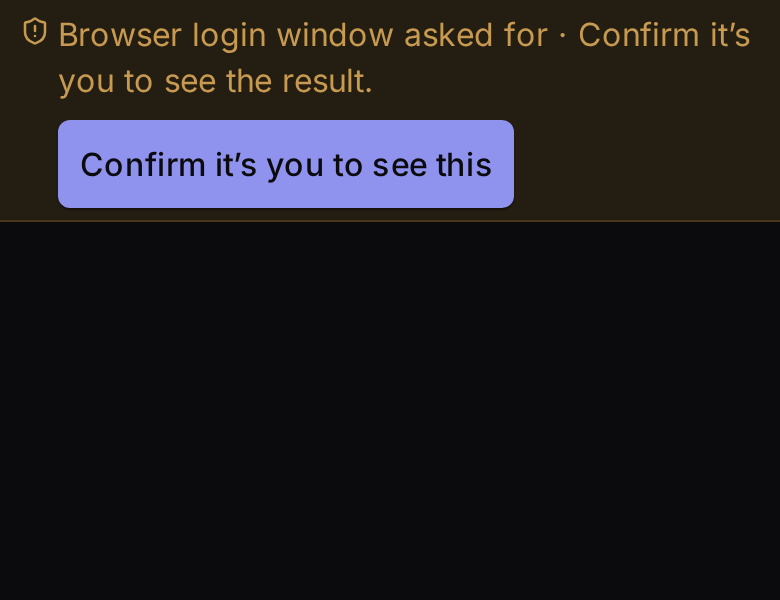 Browser login window asked for · Confirm it’s
you to see the result.
Confirm it’s you to see this